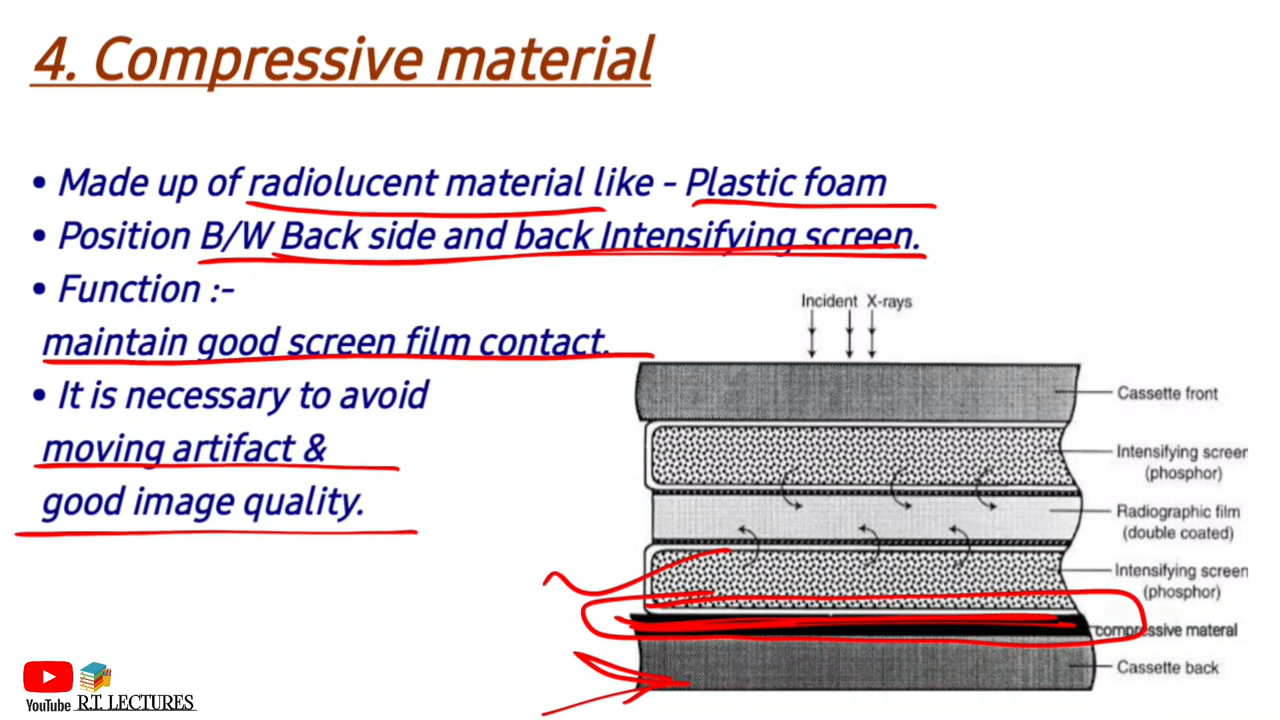 4. Compressive material
• Made up of radiolucent material like - Plastic foam
• Position B/W Back side and back Intensifying screen.
• Function :-
maintain good screen film contact.
• It is necessary to avoid
moving artifact &
good image quality.
Incident X-rays
Cassette front
Intensifying screen
(phosphor)
Radiographic film
(double coated)
Intensifying screen
(phosphor)
compressive materal
Cassette back
YouTube R.T. LECTURES